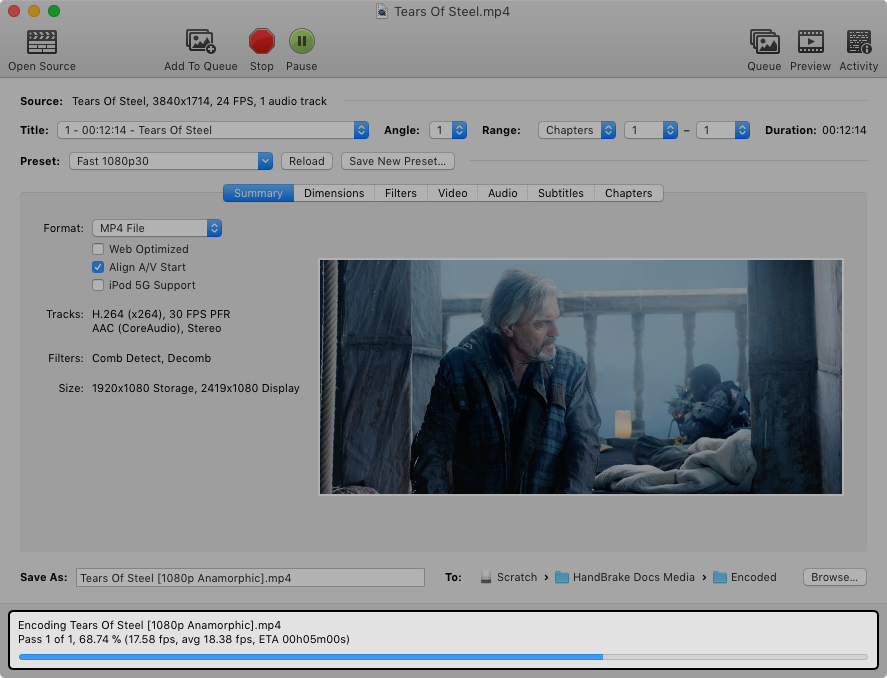 Tears Of Steel.mp4
Open Source Add To Queue Stop Pause Queue Preview Activity
Source: Tears Of Steel, 3840x1714, 24 FPS, 1 audio track
Title: 1 - 00:12:14 - Tears Of Steel Angle: 1 Range: Chapters 1 – 1 Duration: 00:12:14
Preset: Fast 1080p30 Reload Save New Preset...
Summary Dimensions Filters Video Audio Subtitles Chapters
Format: MP4 File
Web Optimized
Align A/V Start
iPod 5G Support
Tracks: H.264 (x264), 30 FPS PFR
AAC (CoreAudio), Stereo
Filters: Comb Detect, Decomb
Size: 1920x1080 Storage, 2419x1080 Display
Save As: Tears Of Steel [1080p Anamorphic].mp4 To: Scratch › HandBrake Docs Media › Encoded Browse...
Encoding Tears Of Steel [1080p Anamorphic].mp4
Pass 1 of 1, 68.74 % (17.58 fps, avg 18.38 fps, ETA 00h05m00s)